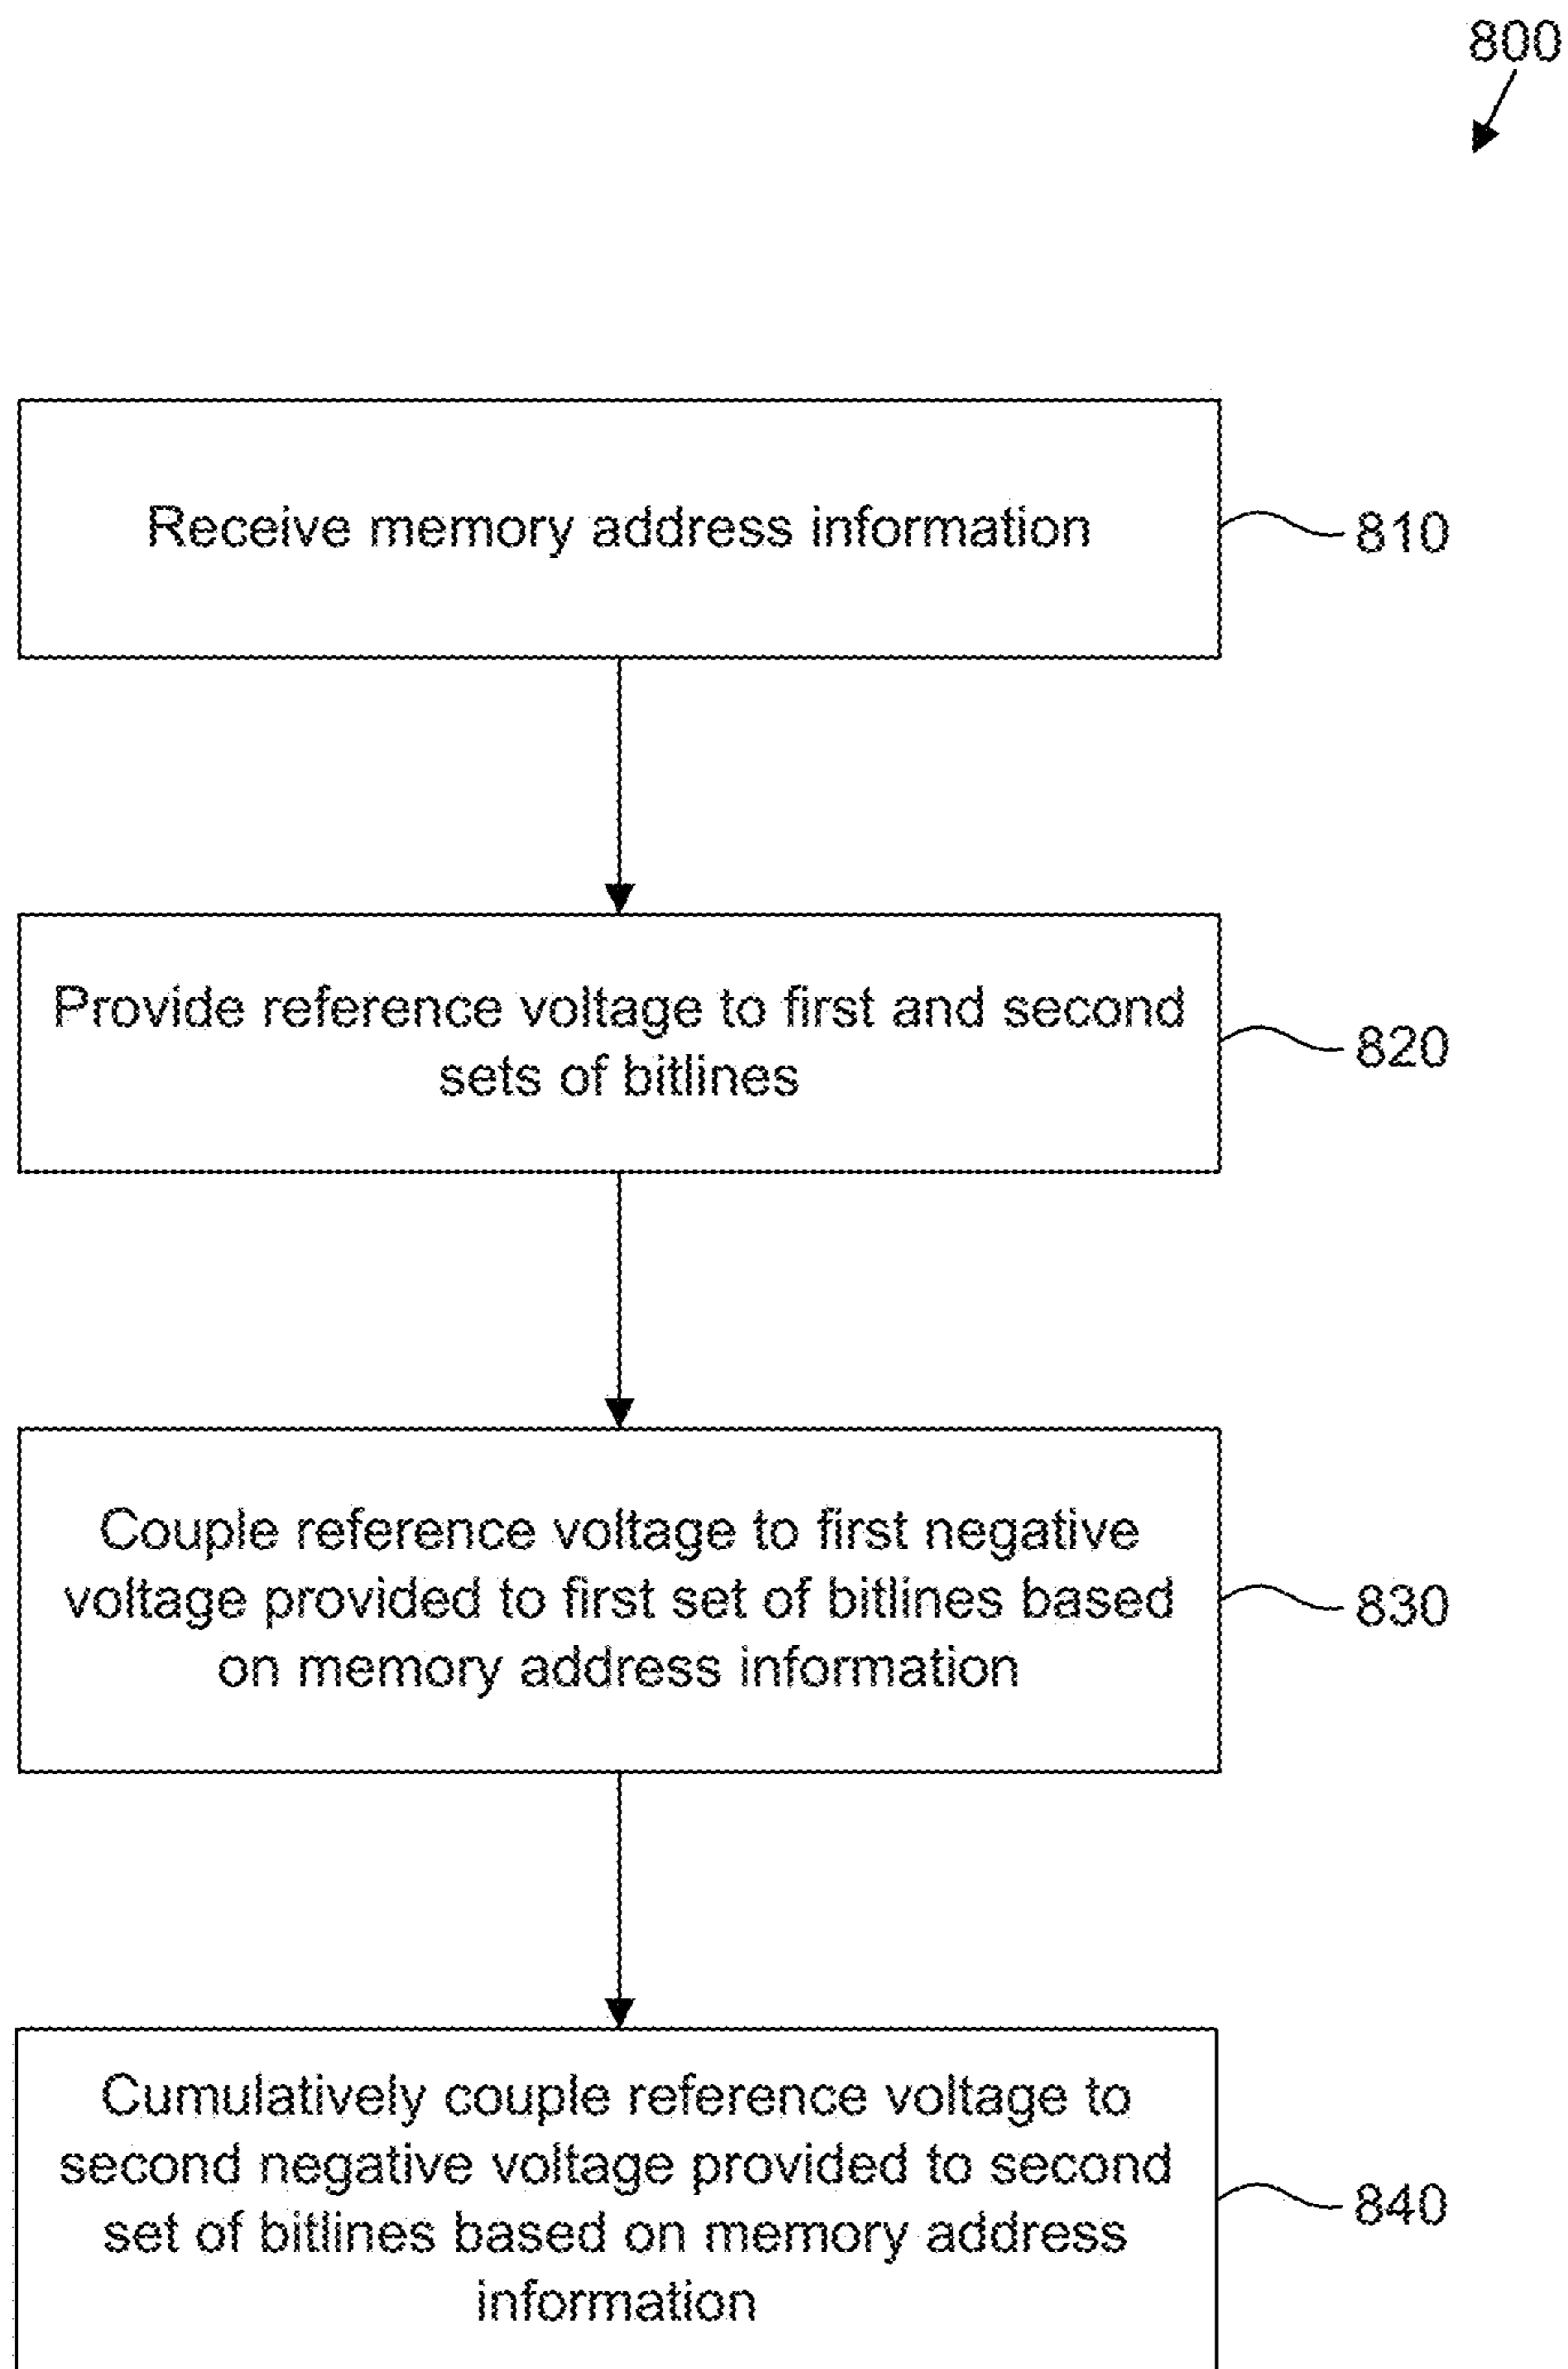 800
Receive memory address information
810
Provide reference voltage to first and second
sets of bitlines
820
Couple reference voltage to first negative
voltage provided to first set of bitlines based
on memory address information
830
Cumulatively couple reference voltage to
second negative voltage provided to second
set of bitlines based on memory address
information
840